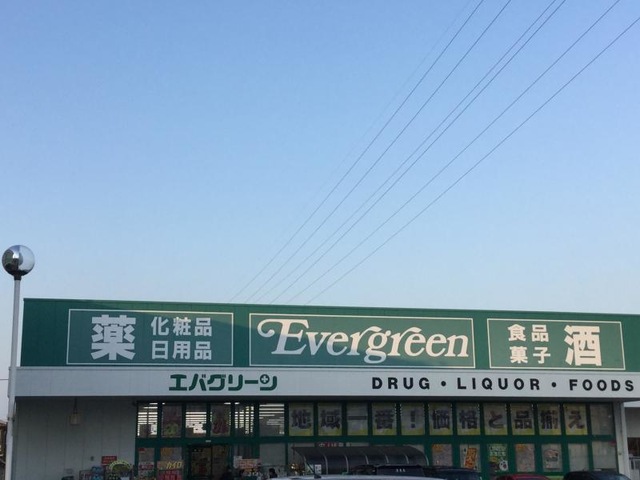 薬
化粧品
日用品
Evergreen
食品
菓子
酒
エバグリーン
DRUG・LIQUOR・FOODS
地域一番!価格と品揃え